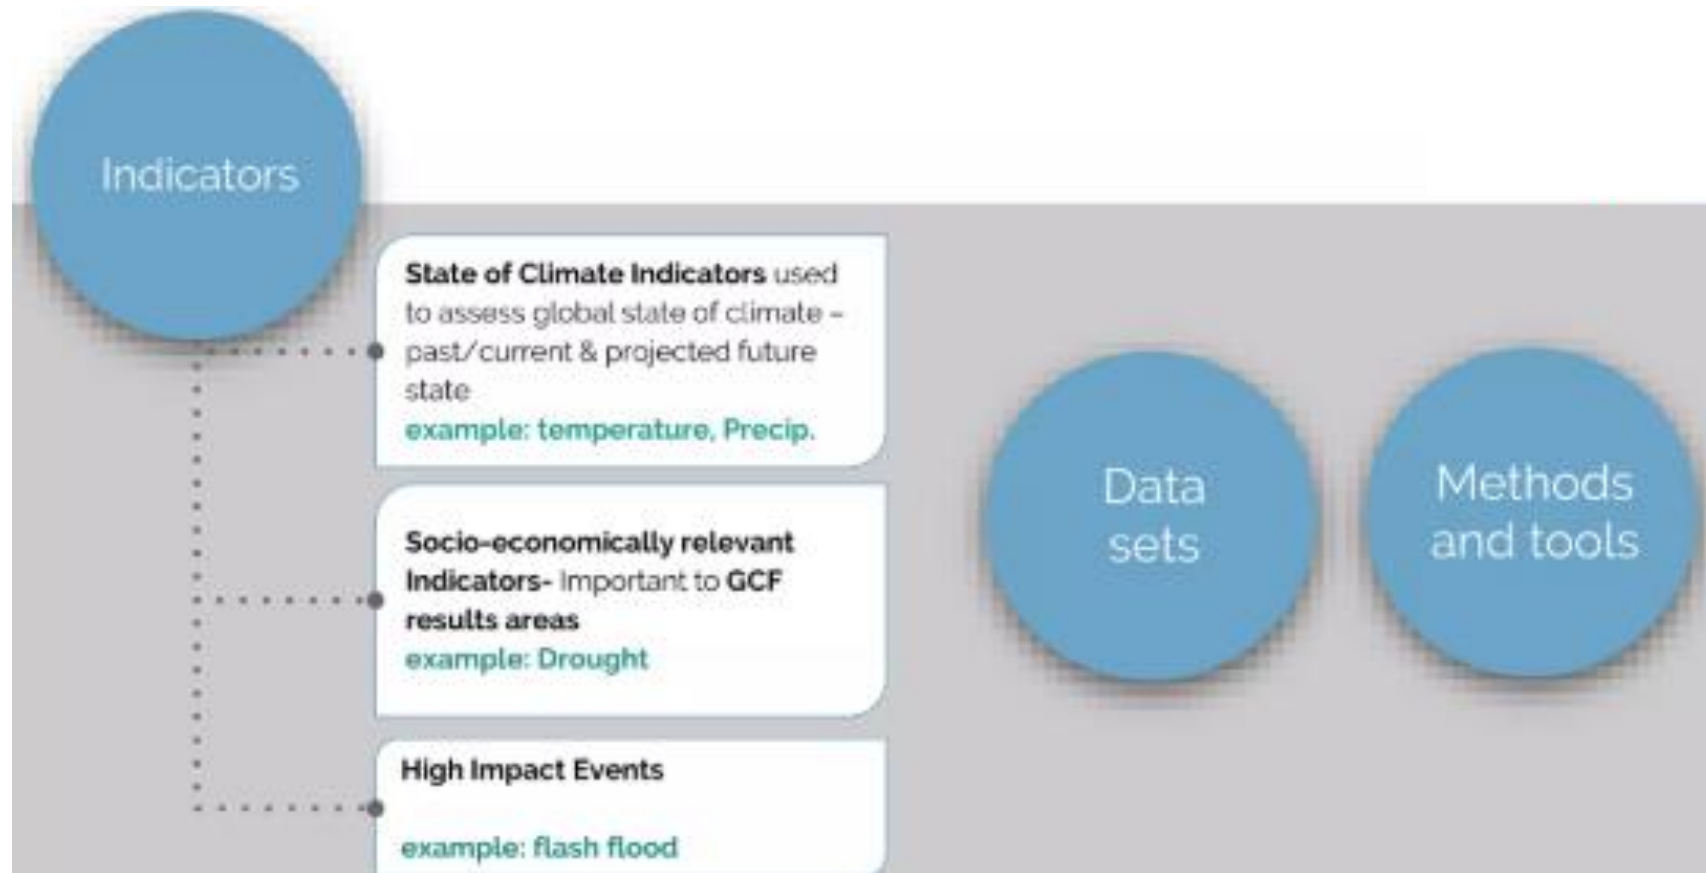 Indicators
State of Climate Indicators used
to assess global state of climate –
past/current & projected future
state
example: temperature, Precip.
Socio-economically relevant
Indicators- Important to GCF
results areas
example: Drought
High Impact Events
example: flash flood
Data
sets
Methods
and tools